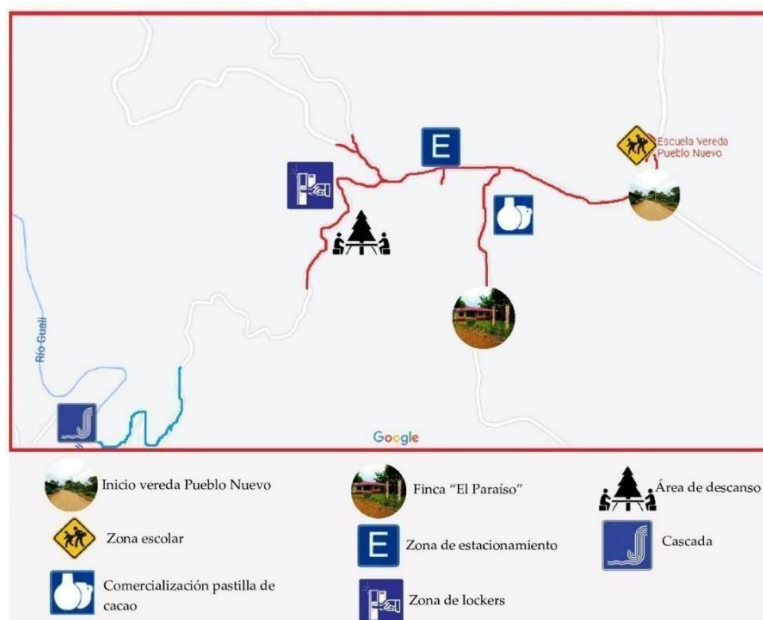 E
Escuela Vereda
Pueblo Nuevo
Río Gualí
Google
Inicio vereda Pueblo Nuevo
Finca “El Paraíso”
Área de descanso
Zona escolar
E
Zona de estacionamiento
Cascada
Comercialización pastilla de
cacao
Zona de lockers